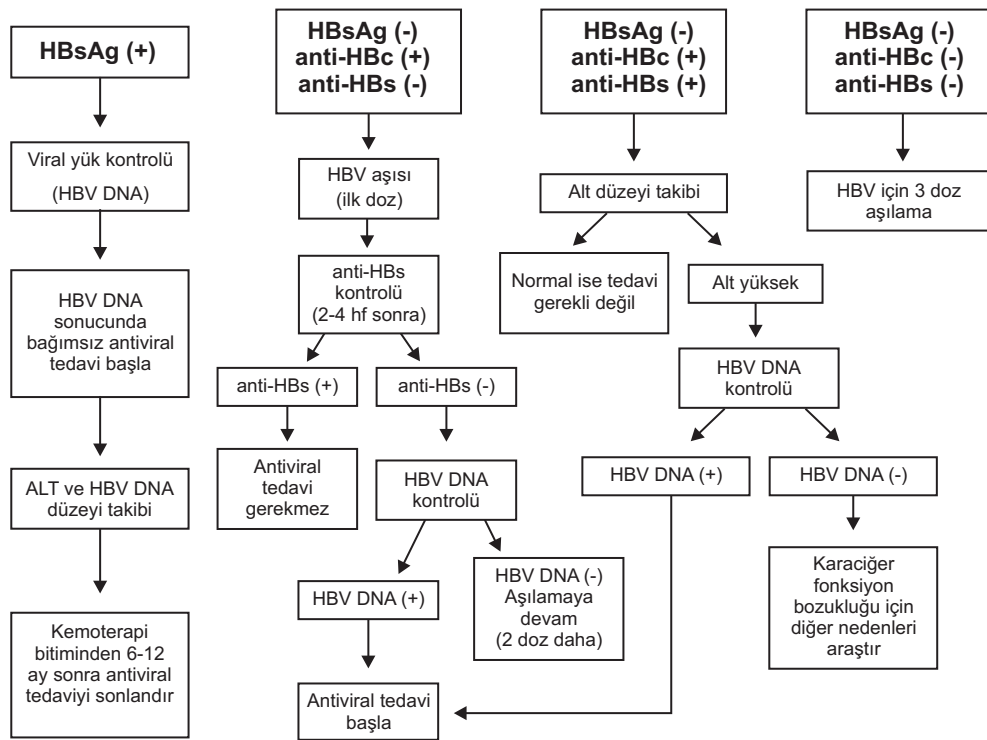 HBsAg (+)
Viral yük kontrolü
(HBV DNA)
HBV DNA
sonucunda
bağımsız antiviral
tedavi başla
ALT ve HBV DNA
düzeyi takibi
Kemoterapi
bitiminden 6-12
ay sonra antiviral
tedaviyi sonlandır
HBsAg (-)
anti-HBc (+)
anti-HBs (-)
HBV aşısı
(ilk doz)
anti-HBs
kontrolü
(2-4 hf sonra)
anti-HBs (+)
anti-HBs (-)
Antiviral
tedavi
gerekmez
HBV DNA
kontrolü
HBV DNA (+)
HBV DNA (-)
Aşılamaya
devam
(2 doz daha)
Antiviral tedavi
başla
HBsAg (-)
anti-HBc (+)
anti-HBs (+)
Alt düzeyi takibi
Normal ise tedavi
gerekli değil
Alt yüksek
HBV DNA
kontrolü
HBV DNA (+)
HBV DNA (-)
Karaciğer
fonksiyon
bozukluğu için
diğer nedenleri
araştır
HBsAg (-)
anti-HBc (-)
anti-HBs (-)
HBV için 3 doz
aşılama